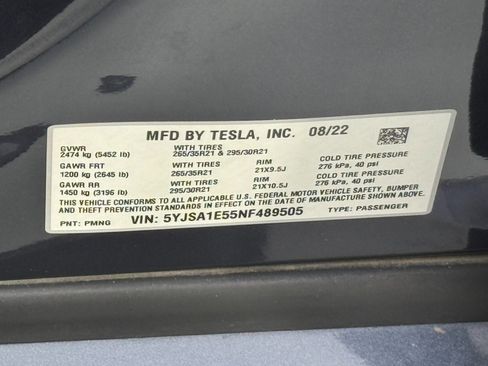 MFD BY TESLA, INC. 08/22
GVWR WITH TIRES
2474 kg (5452 lb) 265/35R21 & 295/30R21
GAWR FRT WITH TIRES RIM COLD TIRE PRESSURE
1200 kg (2645 lb) 265/35R21 21X9.5J 276 kPa, 40 psi
GAWR RR WITH TIRES RIM COLD TIRE PRESSURE
1450 kg (3196 lb) 295/30R21 21X10.5J 276 kPa, 40 psi
THIS VEHICLE CONFORMS TO ALL APPLICABLE U.S. FEDERAL MOTOR VEHICLE SAFETY, BUMPER
AND THEFT PREVENTION STANDARDS IN EFFECT ON THE DATE OF MANUFACTURE SHOWN ABOVE.
VIN: 5YJSA1E55NF489505
PNT: PMNG TYPE: PASSENGER